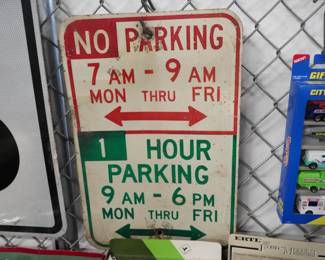 NO PARKING
7 AM - 9 AM
MON THRU FRI
1 HOUR
PARKING
9 AM - 6 PM
MON THRU FRI
ERTL